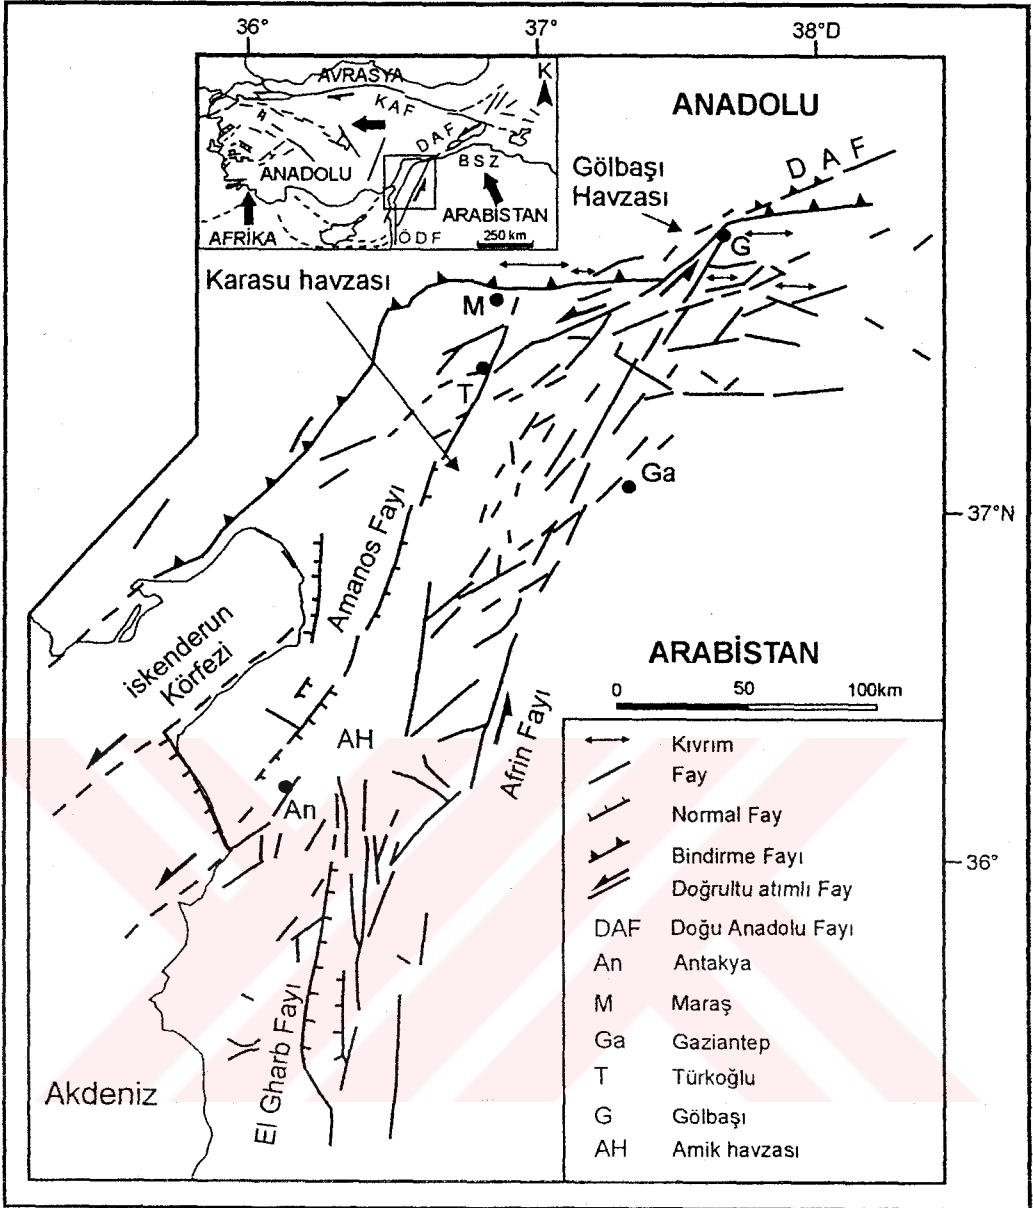 36°
37°
38°D
AVRASYA
K
KAF
DAF
BSZ
ANADOLU
ARABİSTAN
AFRİKA
ÖDF
250 km
ANADOLU
DAF
Gölbaşı
Havzası
G
Karasu havzası
M
T
Ga
37°N
Amanos Fayı
iskenderun
Körfezi
ARABİSTAN
0 50 100km
AH
Afrin Fayı
An
36°
El Gharb Fayı
Akdeniz
Kıvrım
Fay
Normal Fay
Bindirme Fayı
Doğrultu atımlı Fay
DAF Doğu Anadolu Fayı
An Antakya
M Maraş
Ga Gaziantep
T Türkoğlu
G Gölbaşı
AH Amik havzası